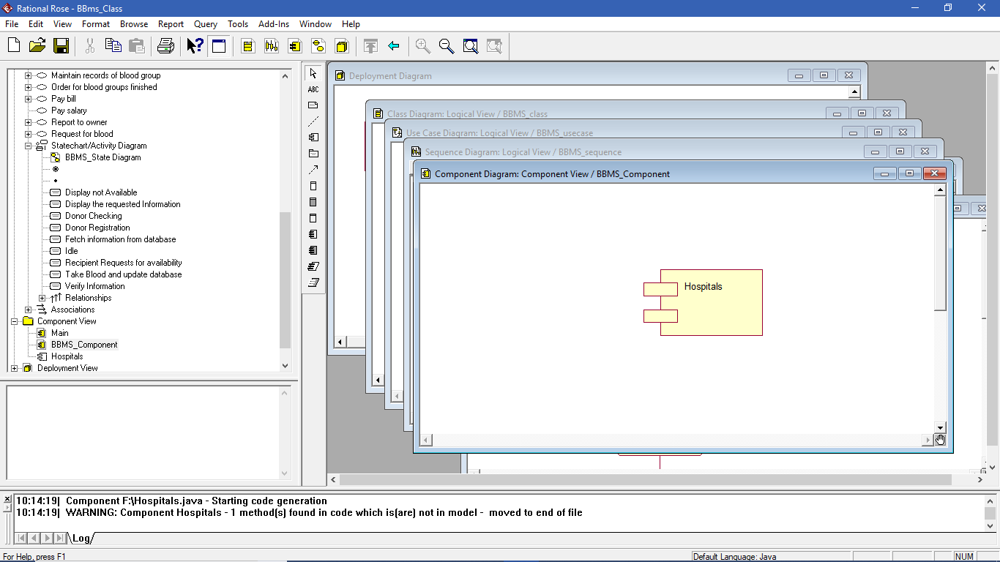 Rational Rose - BBms_Class
File Edit View Format Browse Report Query Tools Add-Ins Window Help
Maintain records of blood group
Order for blood groups finished
Pay bill
Pay salary
Report to owner
Request for blood
Statechart/Activity Diagram
BBMS_State Diagram
Display not Available
Display the requested Information
Donor Checking
Donor Registration
Fetch information from database
Idle
Recipient Requests for availability
Take Blood and update database
Verify Information
Relationships
Associations
Component View
Main
BBMS_Component
Hospitals
Deployment View
ABC
Deployment Diagram
Class Diagram: Logical View / BBMS_class
Use Case Diagram: Logical View / BBMS_usecase
Sequence Diagram: Logical View / BBMS_sequence
Component Diagram: Component View / BBMS_Component
Hospitals
10:14:19| Component F:\Hospitals.java - Starting code generation
10:14:19| WARNING: Component Hospitals - 1 method(s) found in code which is(are) not in model - moved to end of file
Log
For Help, press F1
Default Language: Java
NUM